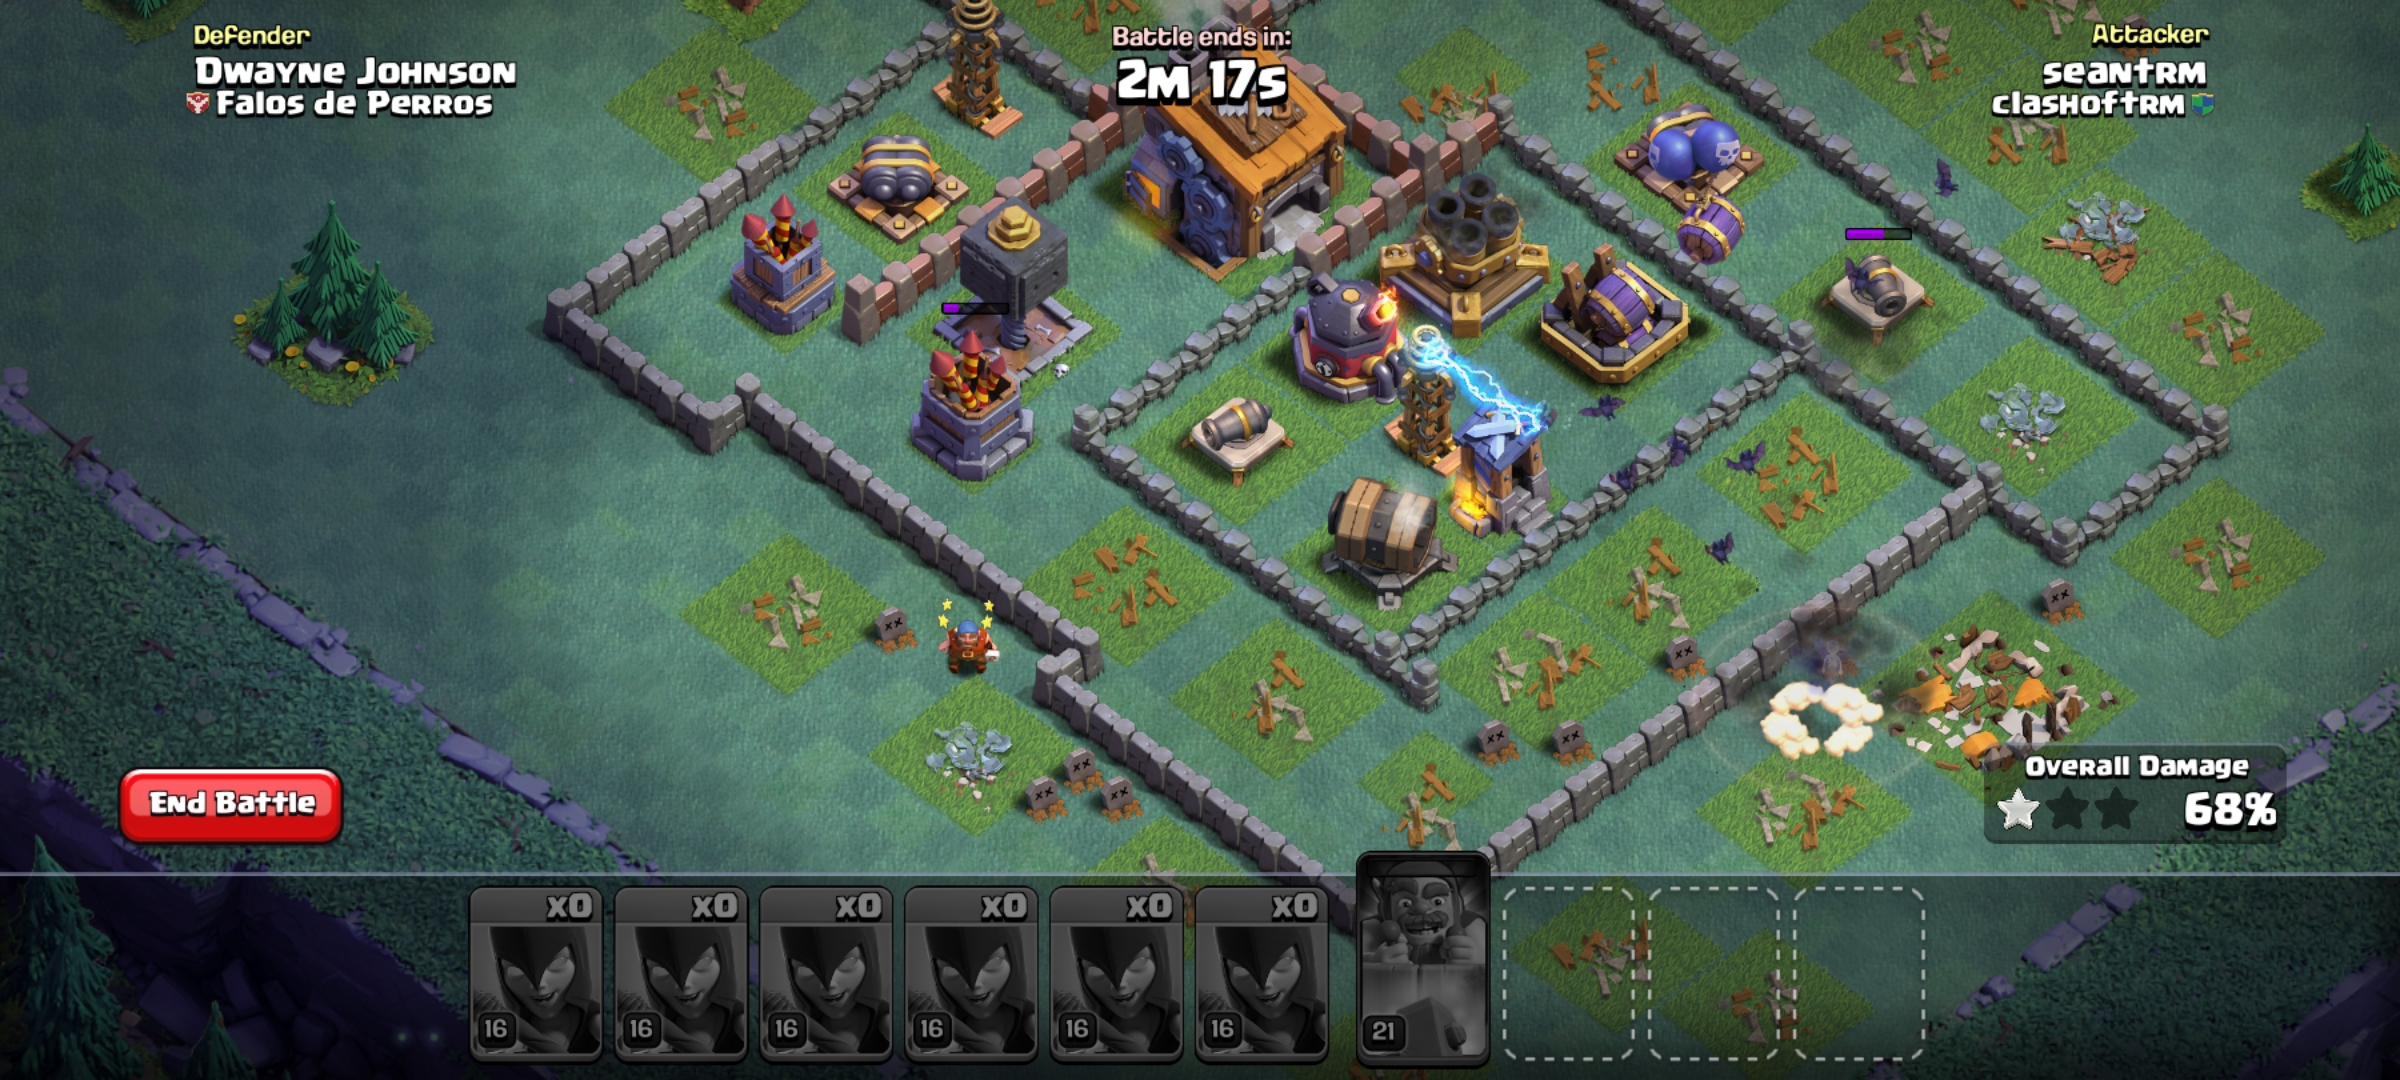 Defender
Dwayne Johnson
Falos de Perros
Battle ends in:
2M 17s
Attacker
seantrm
clashoftrm
End Battle
Overall Damage
68%
x0
x0
x0
x0
x0
x0
16
16
16
16
16
16
21